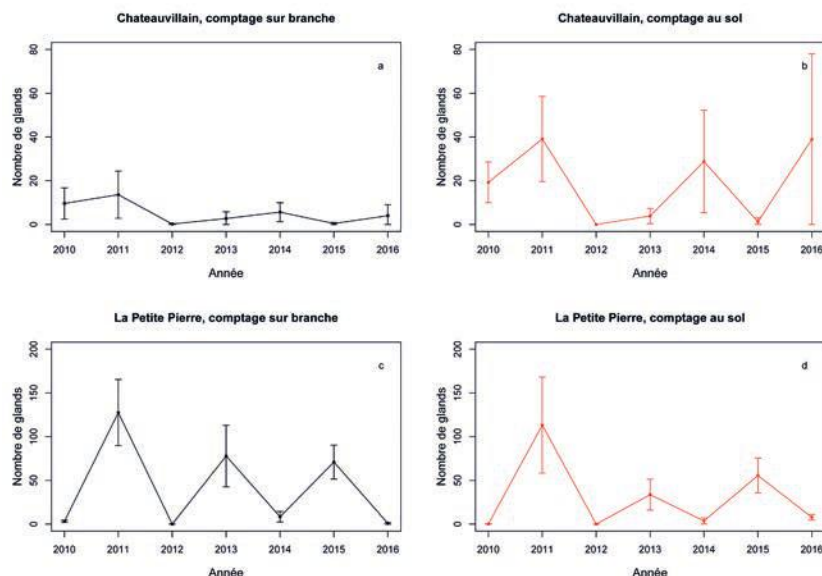 Chateauvillain, comptage sur branche
a
Nombre de glands
80
60
40
20
0
2010 2011 2012 2013 2014 2015 2016
Année
Chateauvillain, comptage au sol
b
Nombre de glands
80
60
40
20
0
2010 2011 2012 2013 2014 2015 2016
Année
La Petite Pierre, comptage sur branche
c
Nombre de glands
200
150
100
50
0
2010 2011 2012 2013 2014 2015 2016
Année
La Petite Pierre, comptage au sol
d
Nombre de glands
200
150
100
50
0
2010 2011 2012 2013 2014 2015 2016
Année